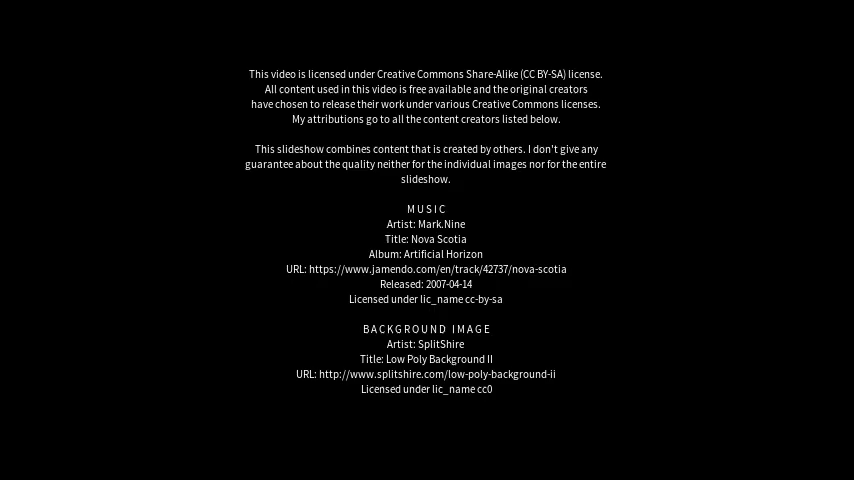 This video is licensed under Creative Commons Share-Alike (CC BY-SA) license.
All content used in this video is free available and the original creators
have chosen to release their work under various Creative Commons licenses.
My attributions go to all the content creators listed below.
This slideshow combines content that is created by others. I don't give any
guarantee about the quality neither for the individual images nor for the entire
slideshow.
MUSIC
Artist: Mark.Nine
Title: Nova Scotia
Album: Artificial Horizon
URL: https://www.jamendo.com/en/track/42737/nova-scotia
Released: 2007-04-14
Licensed under lic_name cc-by-sa
BACKGROUND IMAGE
Artist: SplitShire
Title: Low Poly Background II
URL: http://www.splitshire.com/low-poly-background-ii
Licensed under lic_name cc0